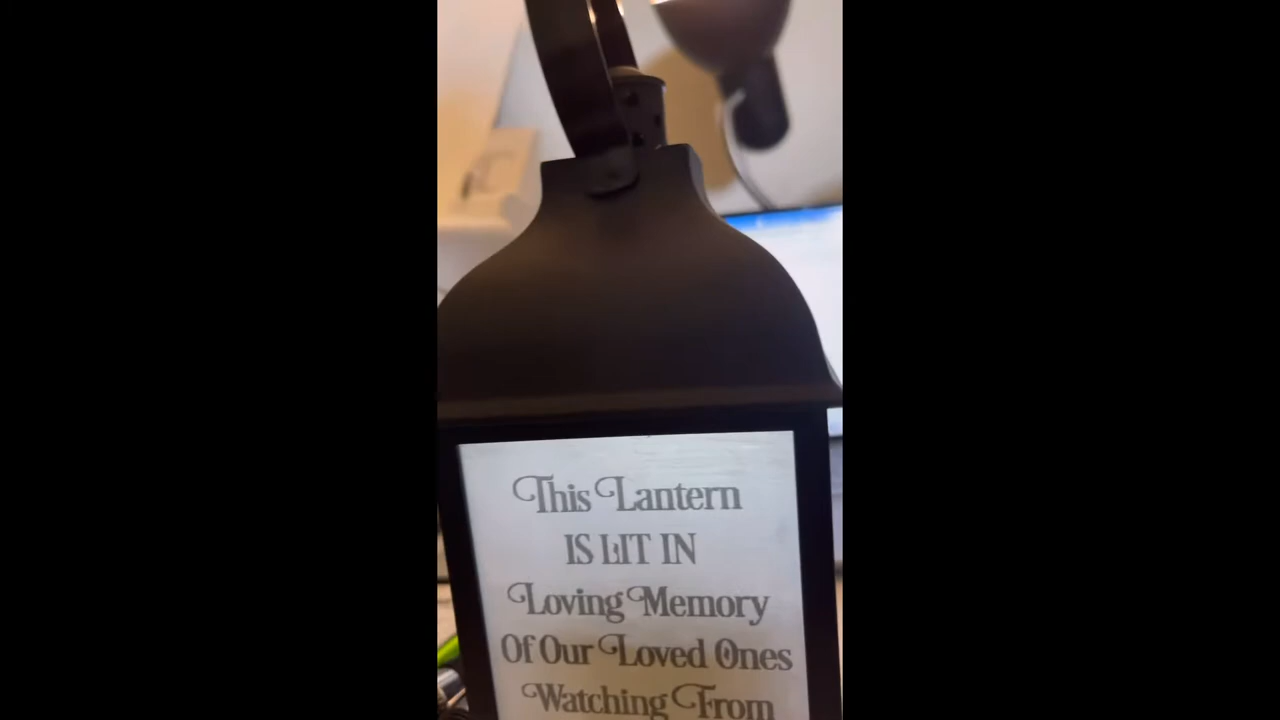 This Lantern
IS LIT IN
Loving Memory
Of Our Loved Ones
Watching From